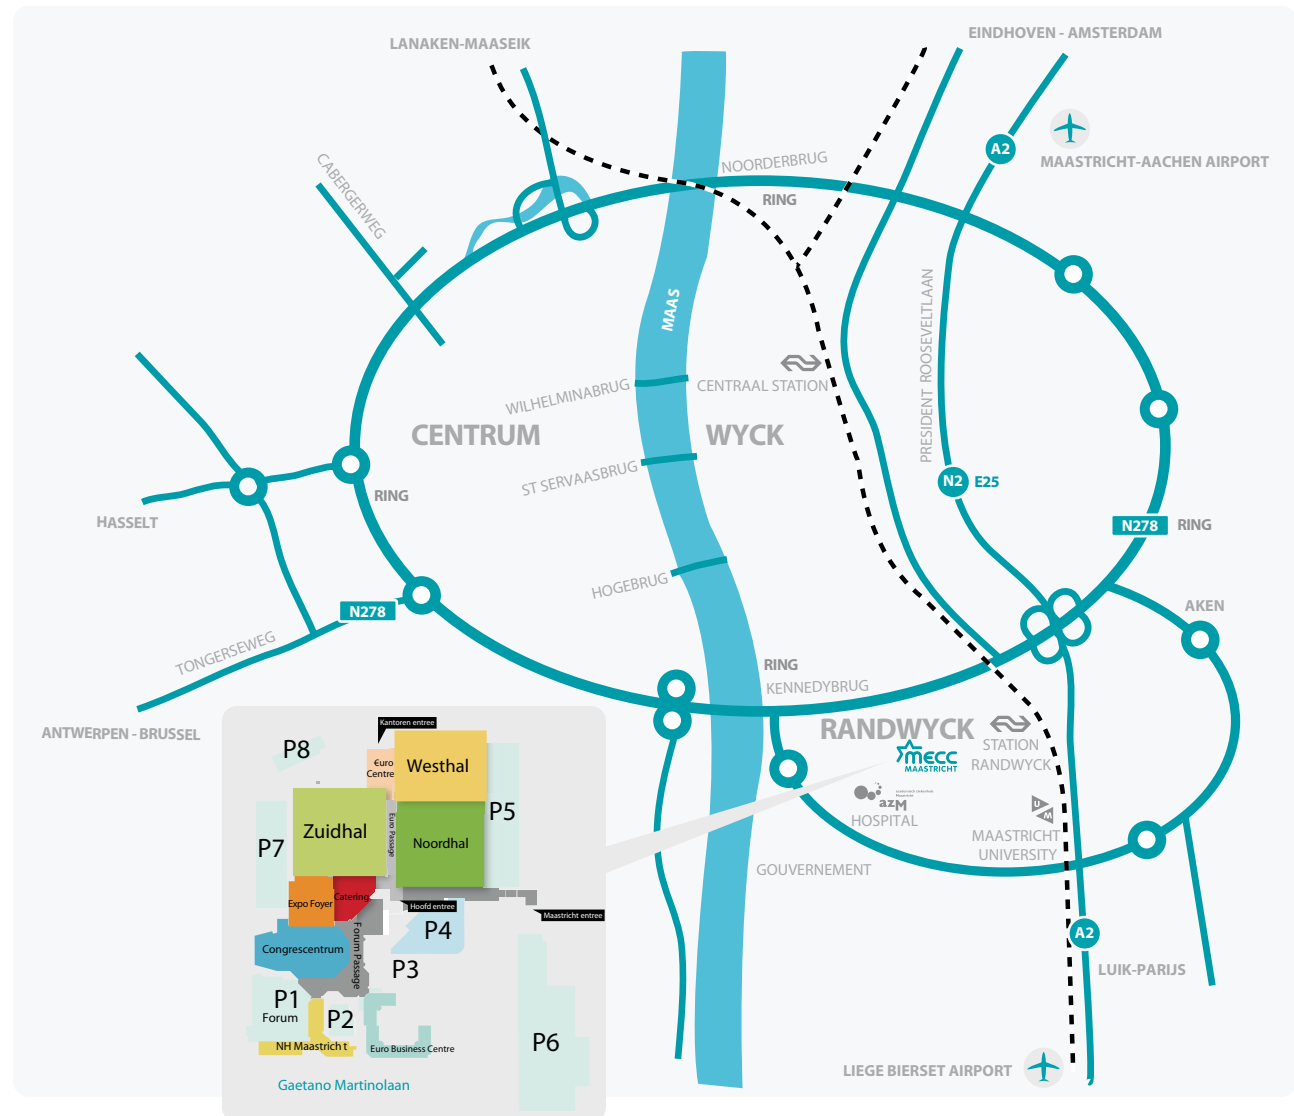 LANAKEN-MAASEIK
EINDHOVEN - AMSTERDAM
A2
MAASTRICHT-AACHEN AIRPORT
CABERGERWEG
NOORDERBRUG
RING
MAAS
PRESIDENT ROOSEVELTLAAN
WILHELMINABRUG
CENTRAAL STATION
CENTRUM
WYCK
ST SERVAASBRUG
N2 E25
RING
HASSELT
N278 RING
HOGEBRUG
N278
AKEN
TONGERSEWEG
RING
KENNEDYBRUG
ANTWERPEN - BRUSSEL
RANDWYCK
STATION
RANDWYCK
MECC
MAASTRICHT
azM
HOSPITAL
U
M
MAASTRICHT
UNIVERSITY
GOUVERNEMENT
A2
LUIK-PARIJS
LIEGE BIERSET AIRPORT
Kantoren entree
P8
€uro
Centre
Westhal
Zuidhal
Euro Passage
Noordhal
P5
P7
Expo Foyer
Catering
Hoofd entree
Maastricht entree
P4
Congrescentrum
Forum Passage
P3
P1
Forum
P2
P6
NH Maastrich t
Euro Business Centre
Gaetano Martinolaan